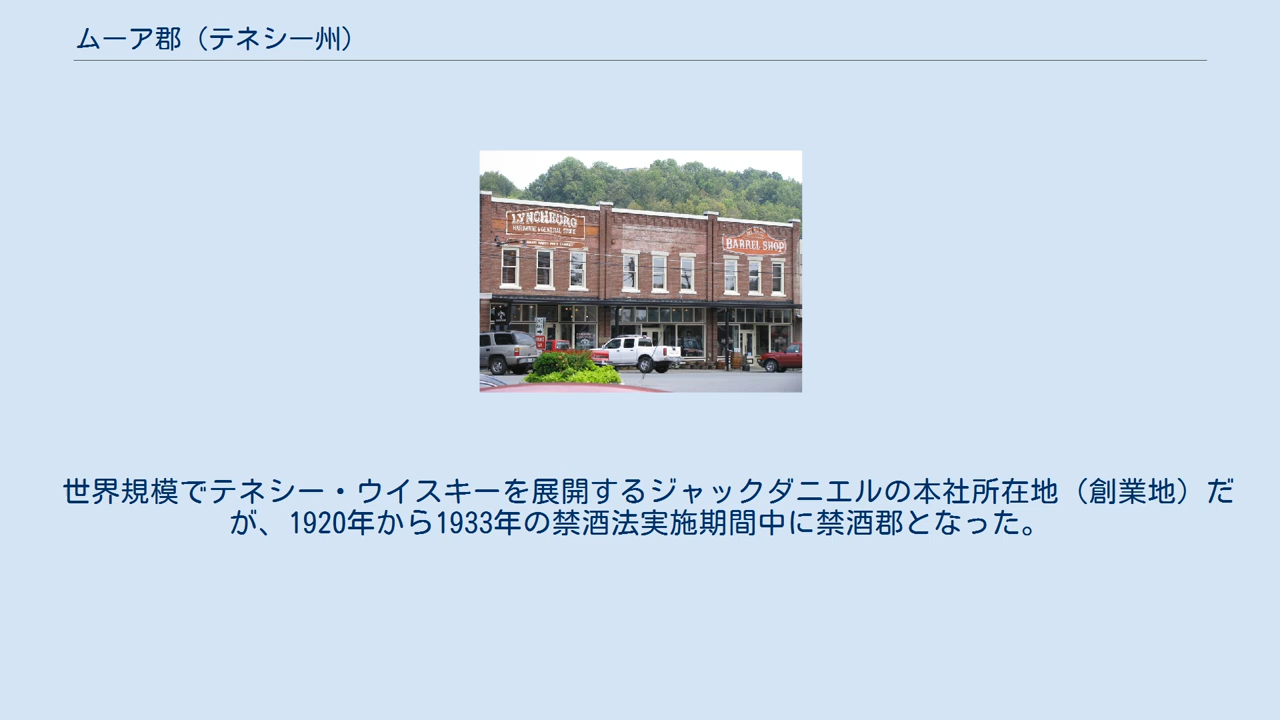 ムーア郡（テネシー州）
LYNCHBURG
HARDWARE & GENERAL STORE
BARREL SHOP
世界規模でテネシー・ウイスキーを展開するジャックダニエルの本社所在地（創業地）だ
が、1920年から1933年の禁酒法実施期間中に禁酒郡となった。